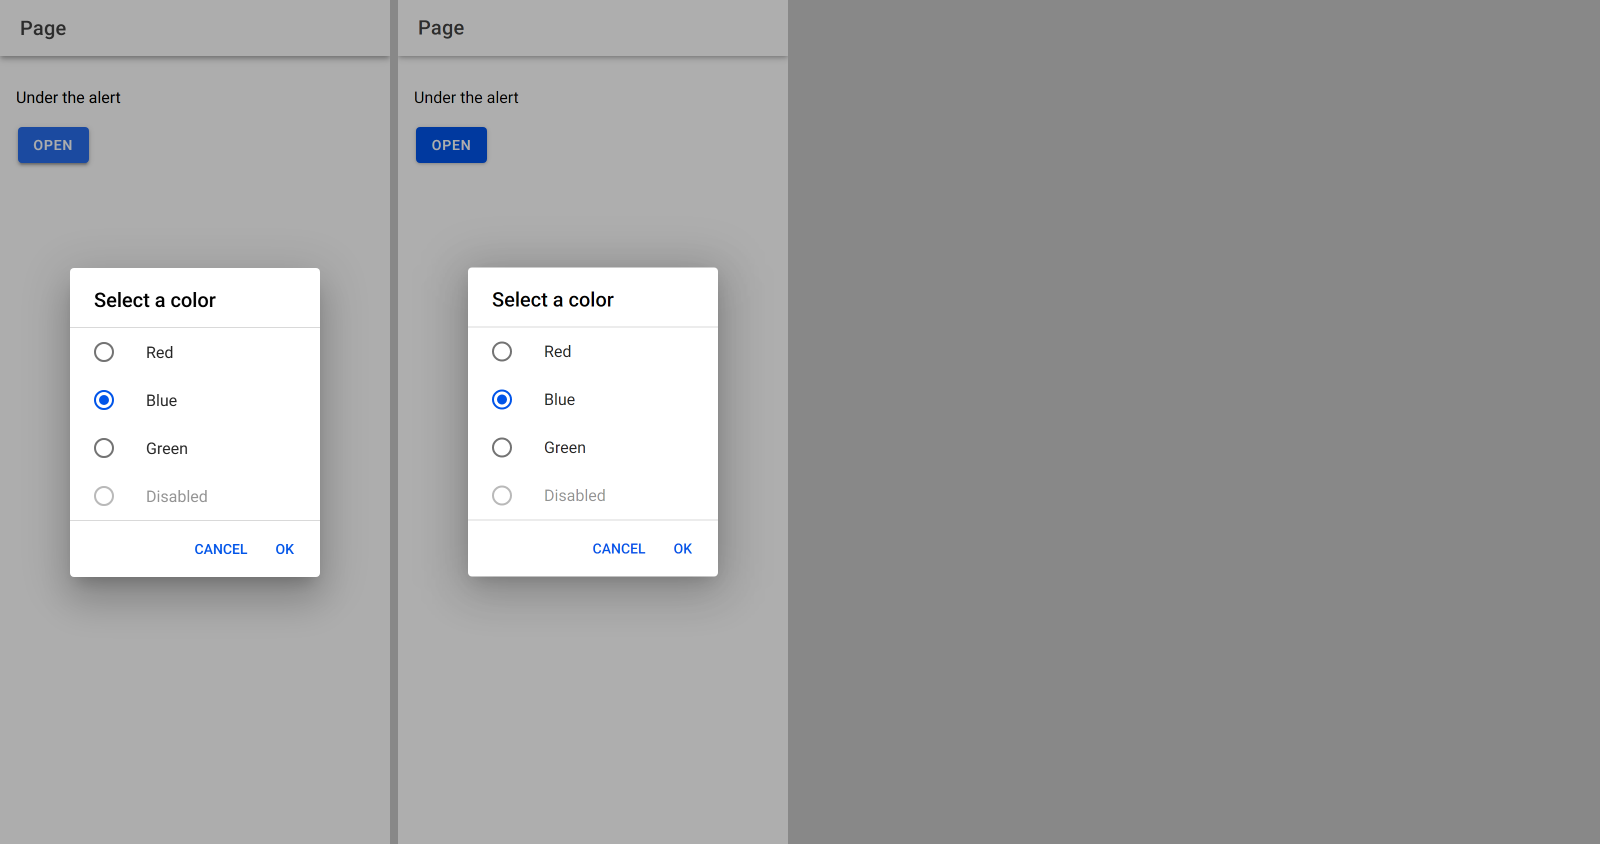 Page
Under the alert
OPEN
Select a color
Red
Blue
Green
Disabled
CANCEL OK
Page
Under the alert
OPEN
Select a color
Red
Blue
Green
Disabled
CANCEL OK